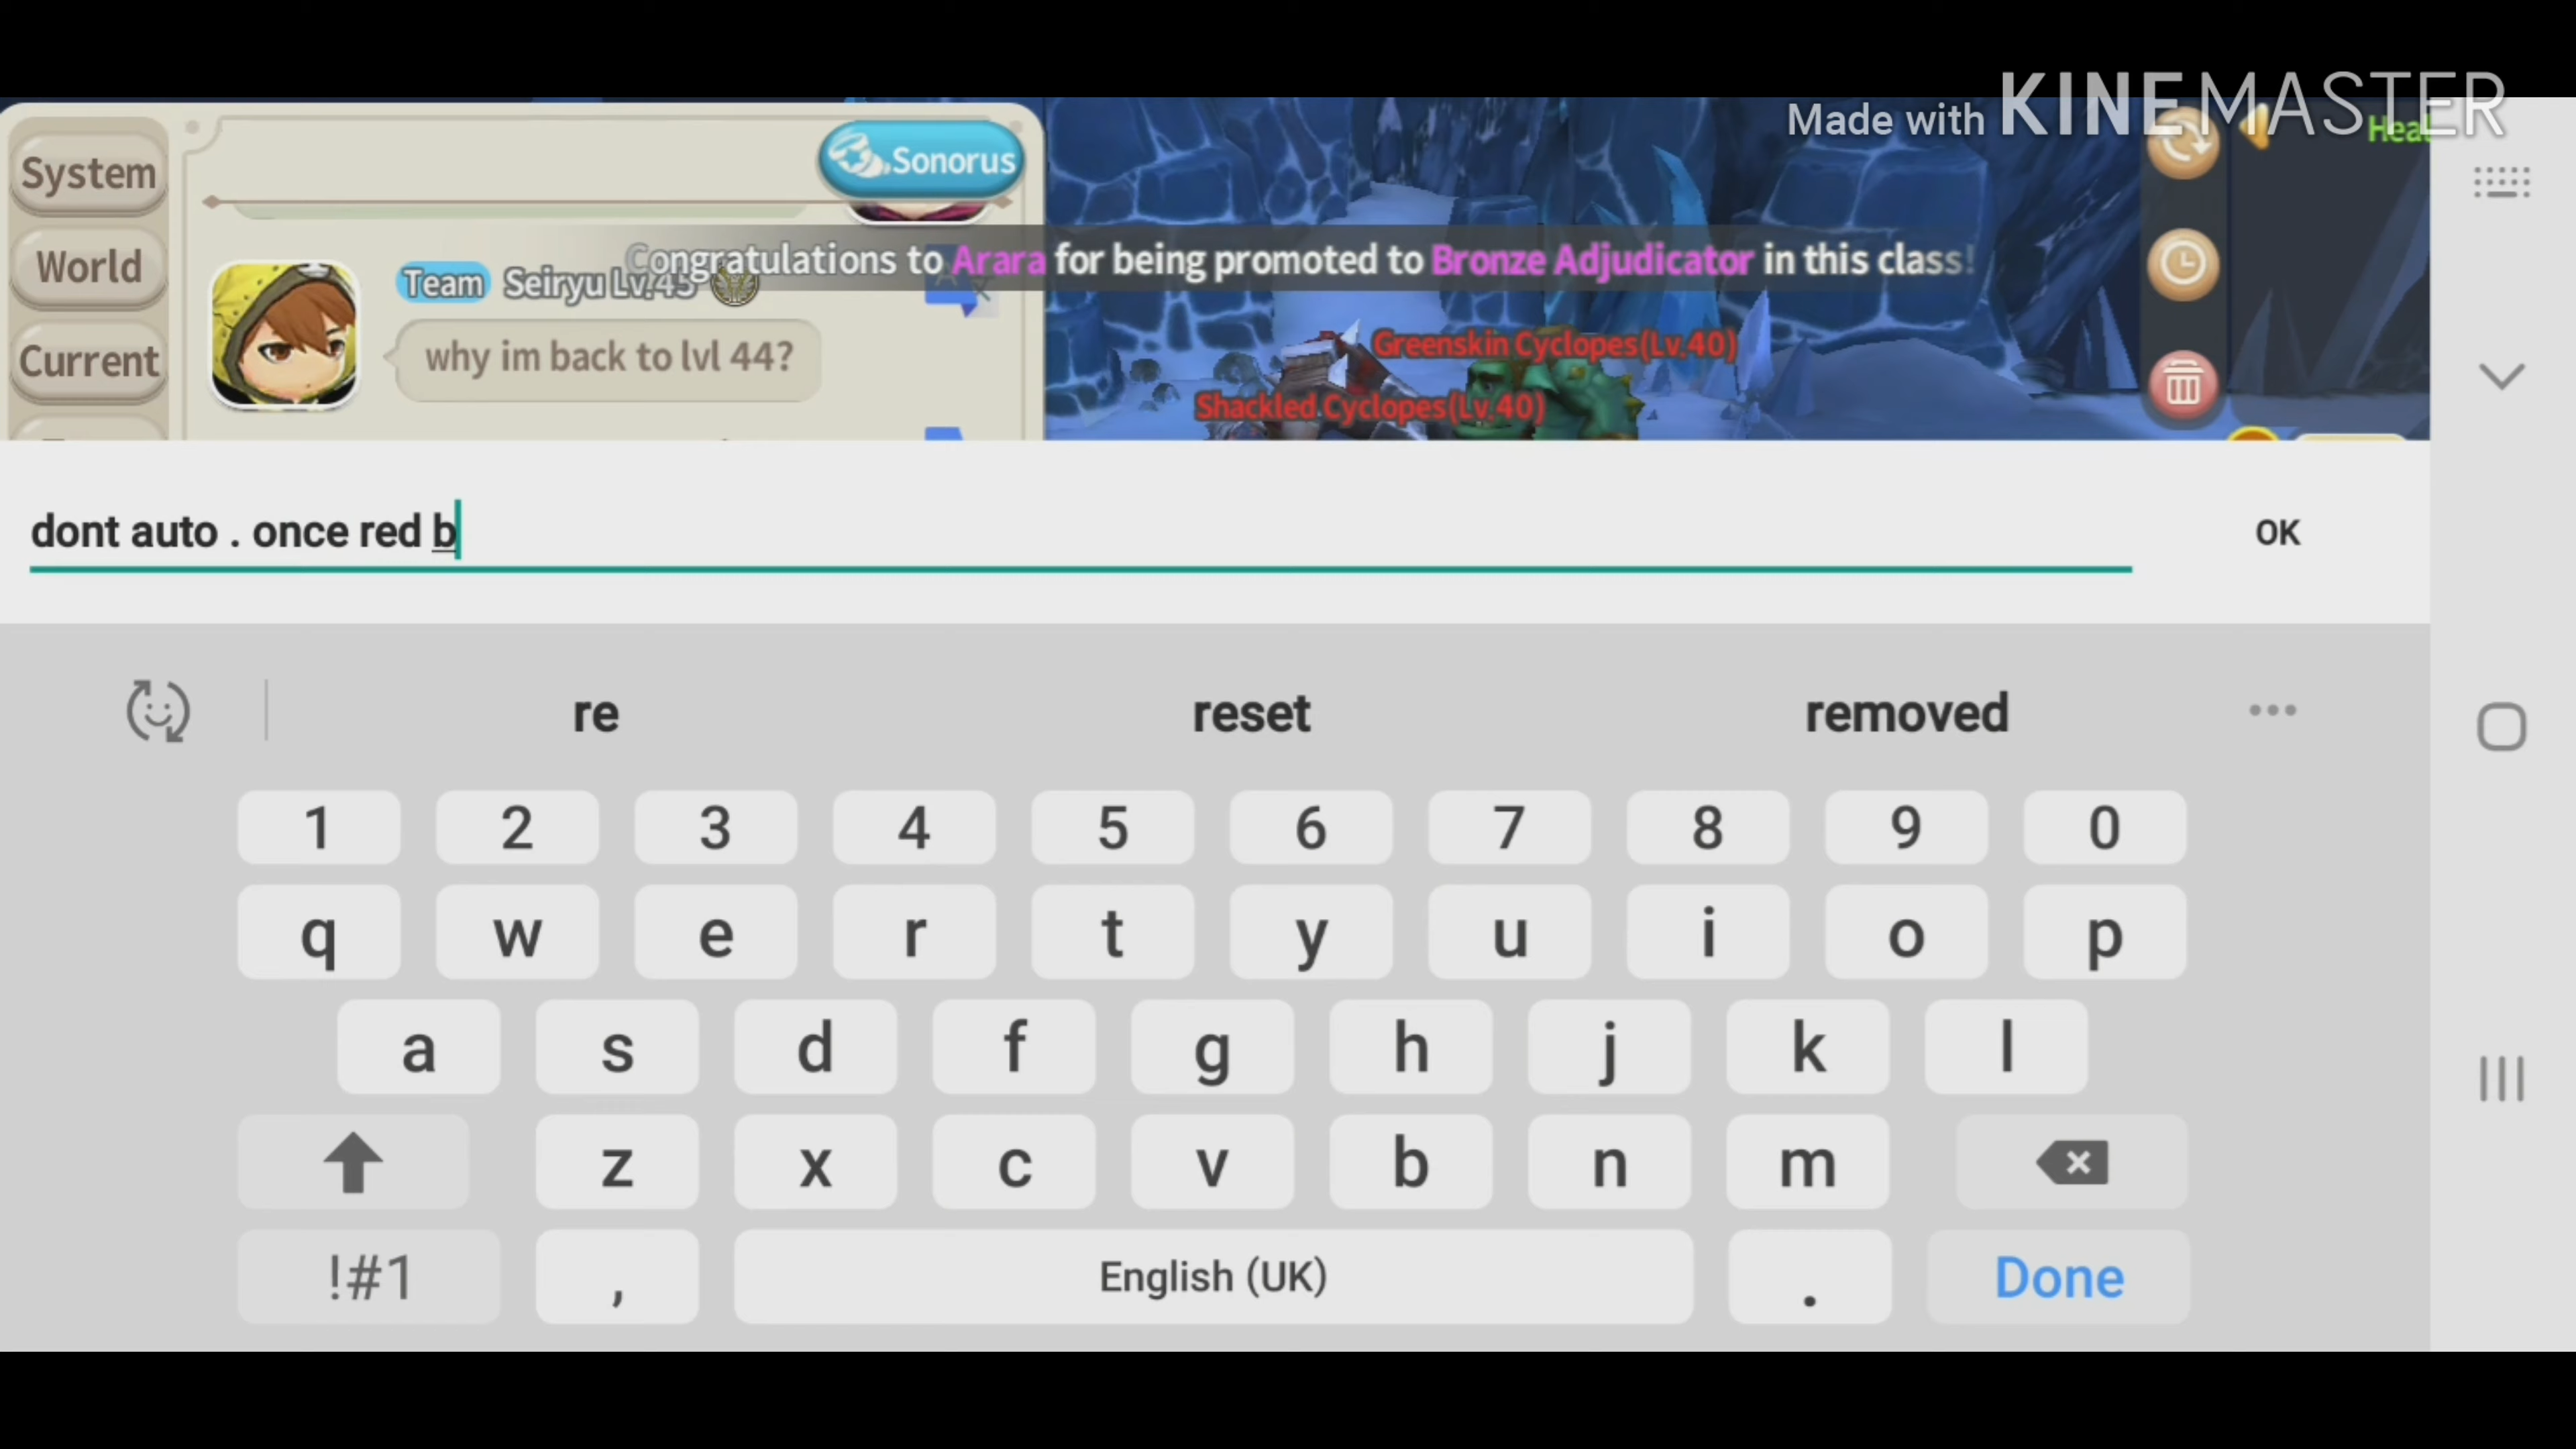 Made with KINEMASTER
System
World
Current
Sonorus
Heal
Congratulations to Arara for being promoted to Bronze Adjudicator in this class!
Team Seiryu Lv.45
why im back to lvl 44?
Greenskin Cyclopes(Lv.40)
Shackled Cyclopes(Lv.40)
dont auto . once red b
OK
re reset removed
1 2 3 4 5 6 7 8 9 0
q w e r t y u i o p
a s d f g h j k l
z x c v b n m
!#1 , English (UK) . Done